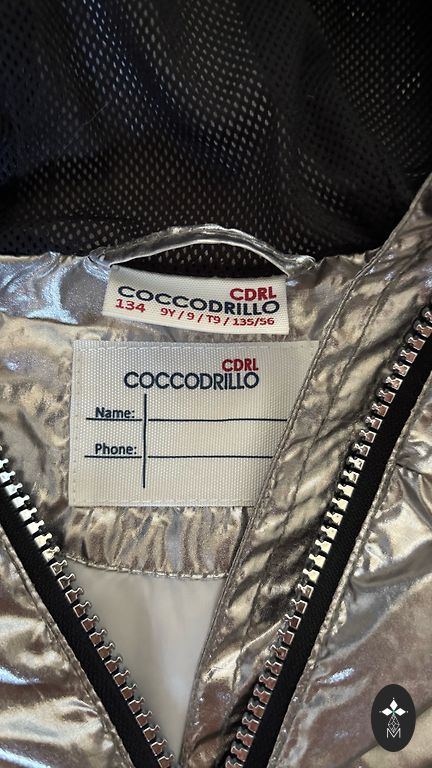 CDRL
COCCODRILLO
134 9Y / 9 / T9 / 135/56
CDRL
COCCODRILLO
Name:
Phone:
M